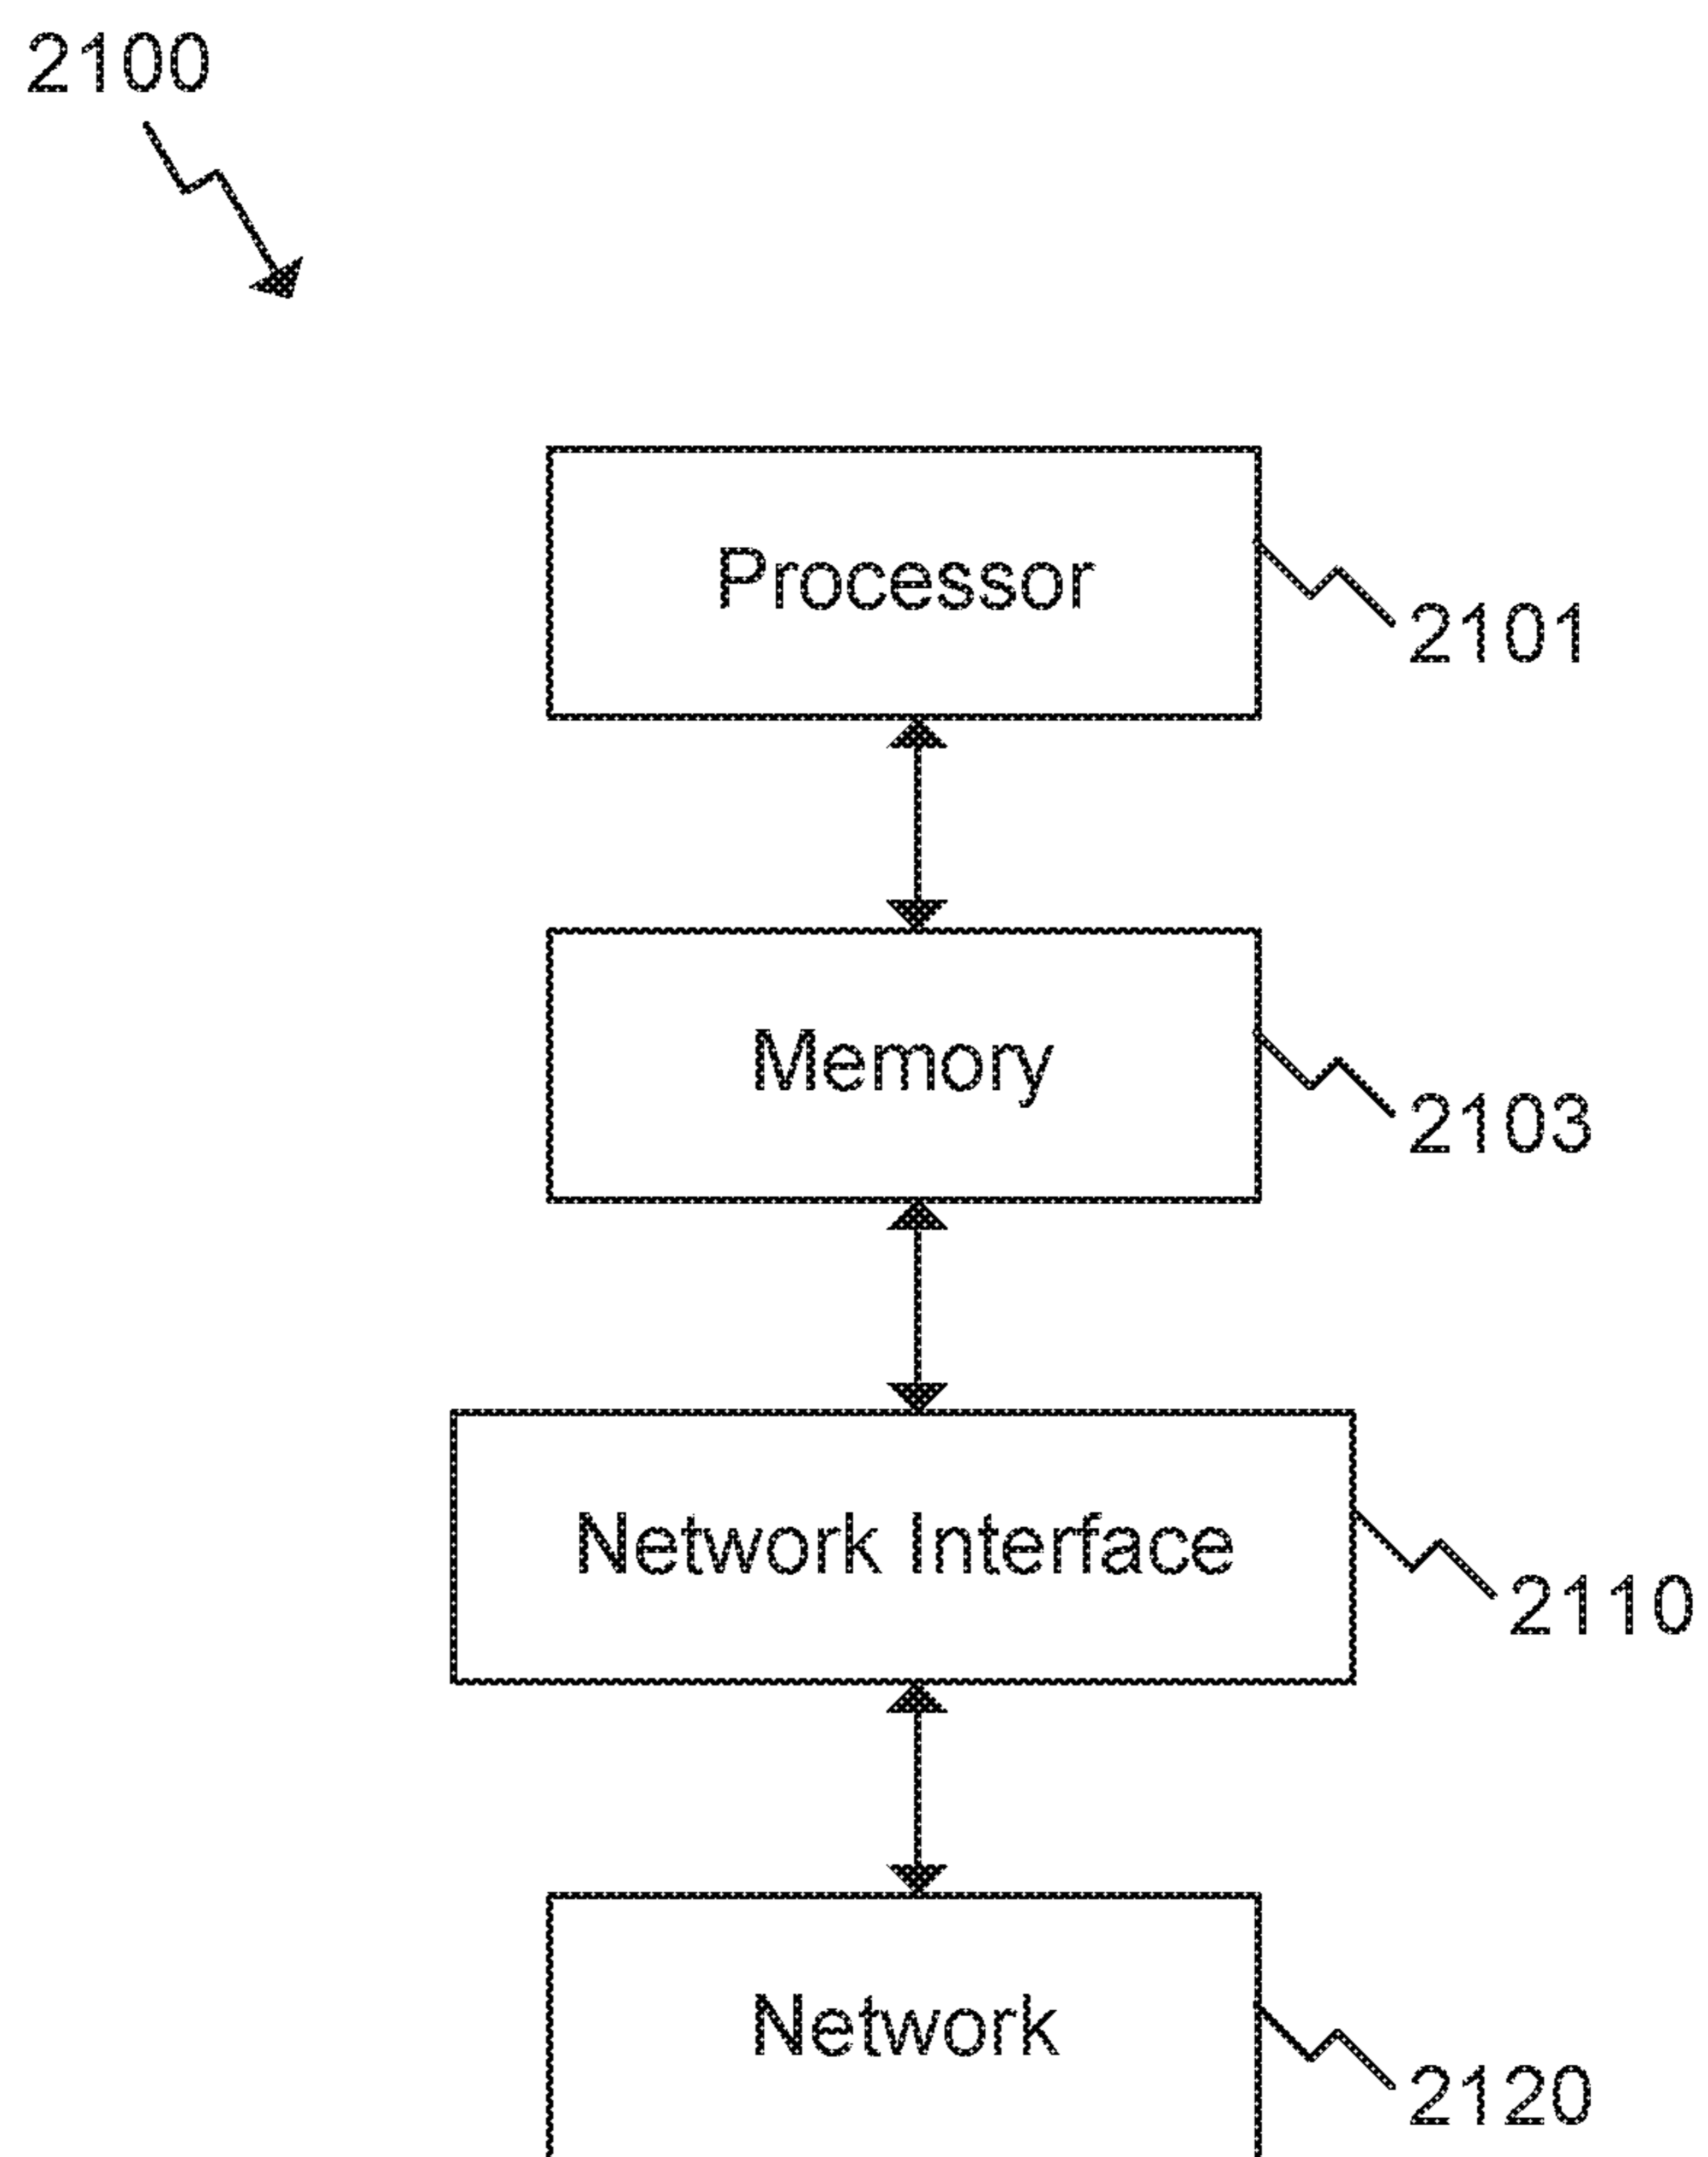 2100
Processor
2101
Memory
2103
Network Interface
2110
Network
2120